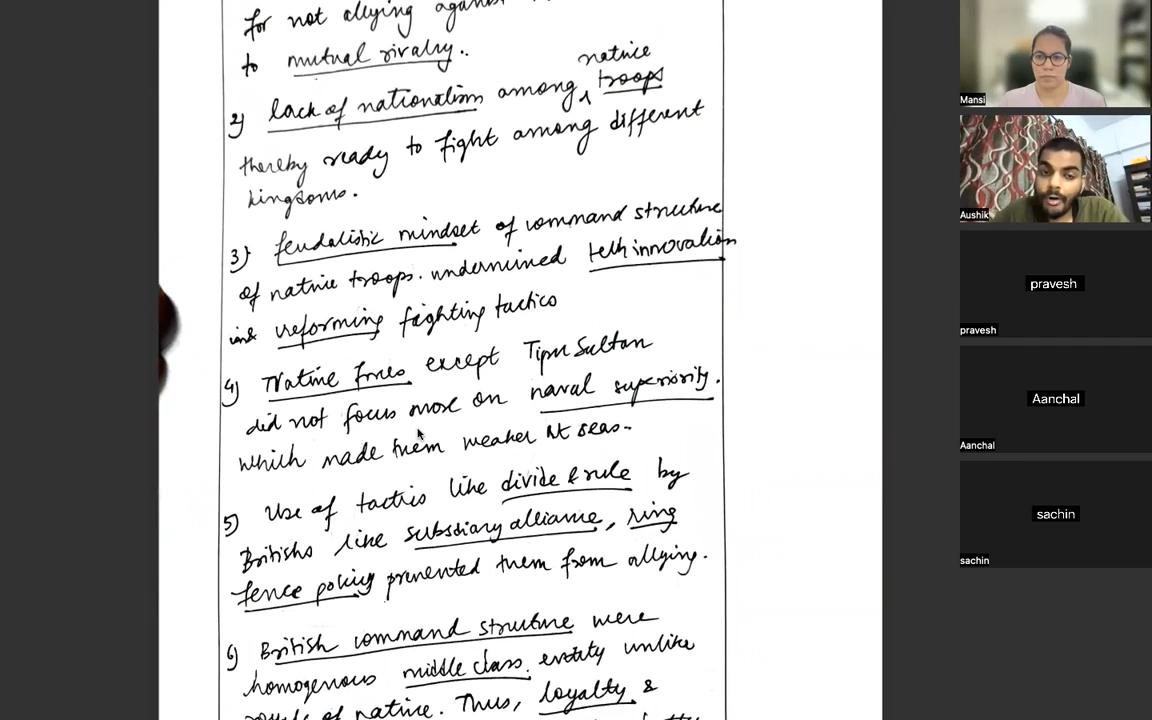 for not allying against
to mutual rivalry..
native
2) lack of nationalism among troops
thereby ready to fight among different
kingdoms.
3) feudalistic mindset of command structure
of native troops. undermined tech innovation
and reforming fighting tactics
4) Native forces except Tipu Sultan
did not focus more on naval superiority.
which made them weaker at seas.
5) Use of tactics like divide & rule by
Britishs like subsdiary alliance, ring
fence policy prevented them from allying.
6) British command structure were
homogenous middle class. entity unlike
of native. Thus, loyalty &
Mansi
Aushik
pravesh
pravesh
Aanchal
Aanchal
sachin
sachin